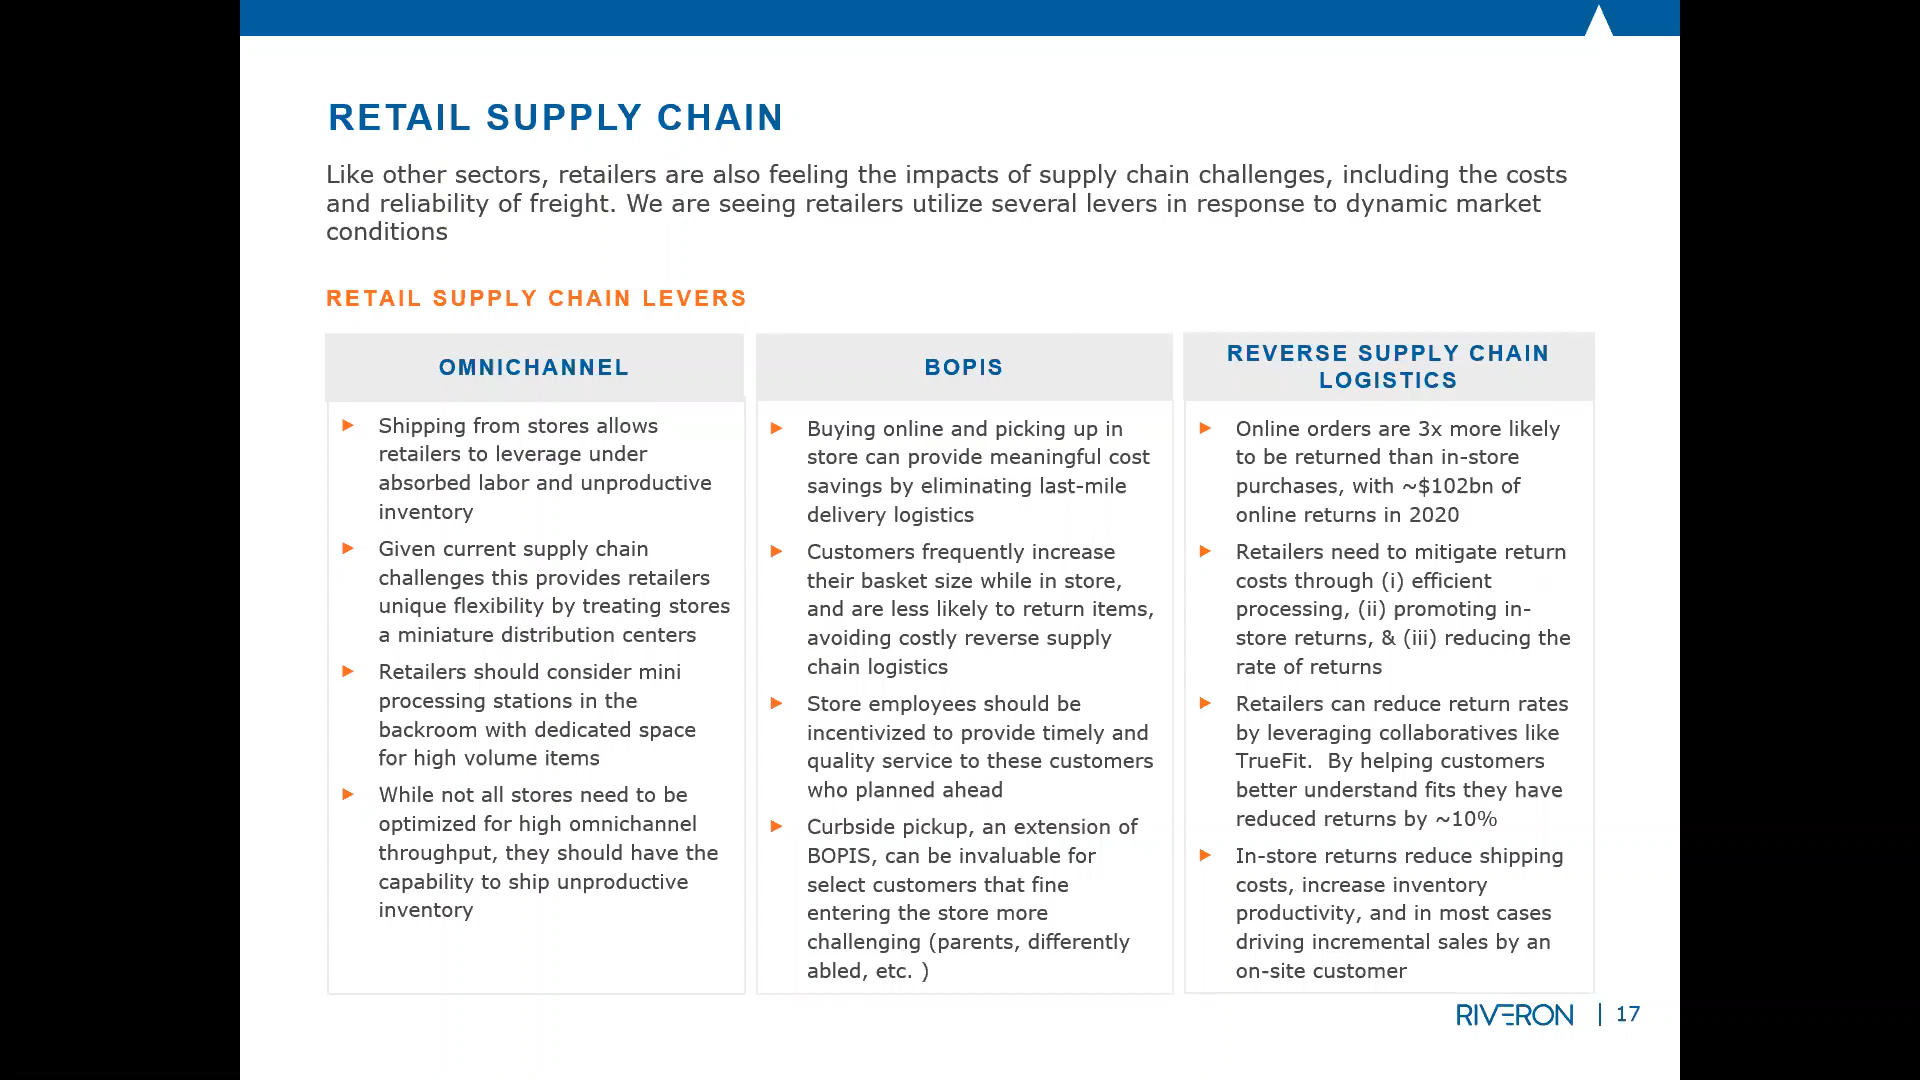 RETAIL SUPPLY CHAIN
Like other sectors, retailers are also feeling the impacts of supply chain challenges, including the costs
and reliability of freight. We are seeing retailers utilize several levers in response to dynamic market
conditions
RETAIL SUPPLY CHAIN LEVERS
OMNICHANNEL
Shipping from stores allows
retailers to leverage under
absorbed labor and unproductive
inventory
Given current supply chain
challenges this provides retailers
unique flexibility by treating stores
a miniature distribution centers
Retailers should consider mini
processing stations in the
backroom with dedicated space
for high volume items
While not all stores need to be
optimized for high omnichannel
throughput, they should have the
capability to ship unproductive
inventory
BOPIS
Buying online and picking up in
store can provide meaningful cost
savings by eliminating last-mile
delivery logistics
Customers frequently increase
their basket size while in store,
and are less likely to return items,
avoiding costly reverse supply
chain logistics
Store employees should be
incentivized to provide timely and
quality service to these customers
who planned ahead
Curbside pickup, an extension of
BOPIS, can be invaluable for
select customers that fine
entering the store more
challenging (parents, differently
abled, etc. )
REVERSE SUPPLY CHAIN
LOGISTICS
Online orders are 3x more likely
to be returned than in-store
purchases, with ~$102bn of
online returns in 2020
Retailers need to mitigate return
costs through (i) efficient
processing, (ii) promoting in-
store returns, & (iii) reducing the
rate of returns
Retailers can reduce return rates
by leveraging collaboratives like
TrueFit.  By helping customers
better understand fits they have
reduced returns by ~10%
In-store returns reduce shipping
costs, increase inventory
productivity, and in most cases
driving incremental sales by an
on-site customer
RIVERON | 17